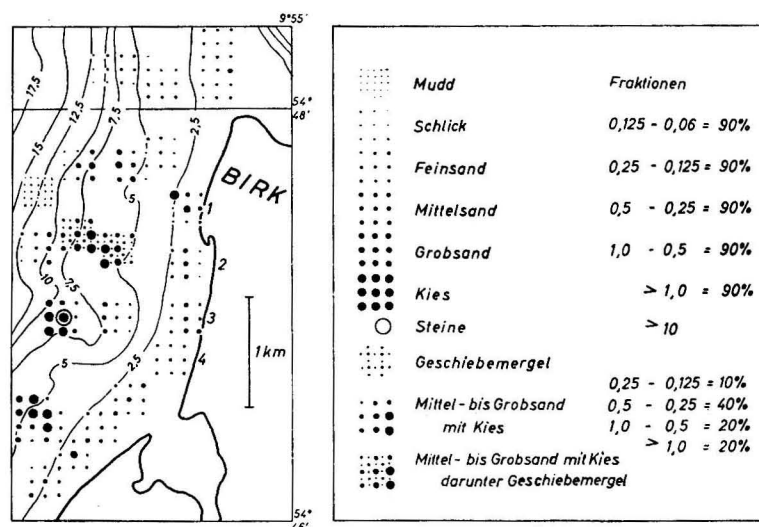 9°55'
54°
48'
17,5
15
12,5
7,5
2,5
BIRK
5
1
2
10
7,5
3
1km
4
5
2,5
54°
46'
Fraktionen
Mudd
Schlick 0,125 - 0,06 = 90%
Feinsand 0,25 - 0,125 = 90%
Mittelsand 0,5 - 0,25 = 90%
Grobsand 1,0 - 0,5 = 90%
Kies > 1,0 = 90%
Steine > 10
Geschiebemergel
0,25 - 0,125 = 10%
Mittel - bis Grobsand 0,5 - 0,25 = 40%
mit Kies 1,0 - 0,5 = 20%
> 1,0 = 20%
Mittel - bis Grobsand mit Kies
darunter Geschiebemergel